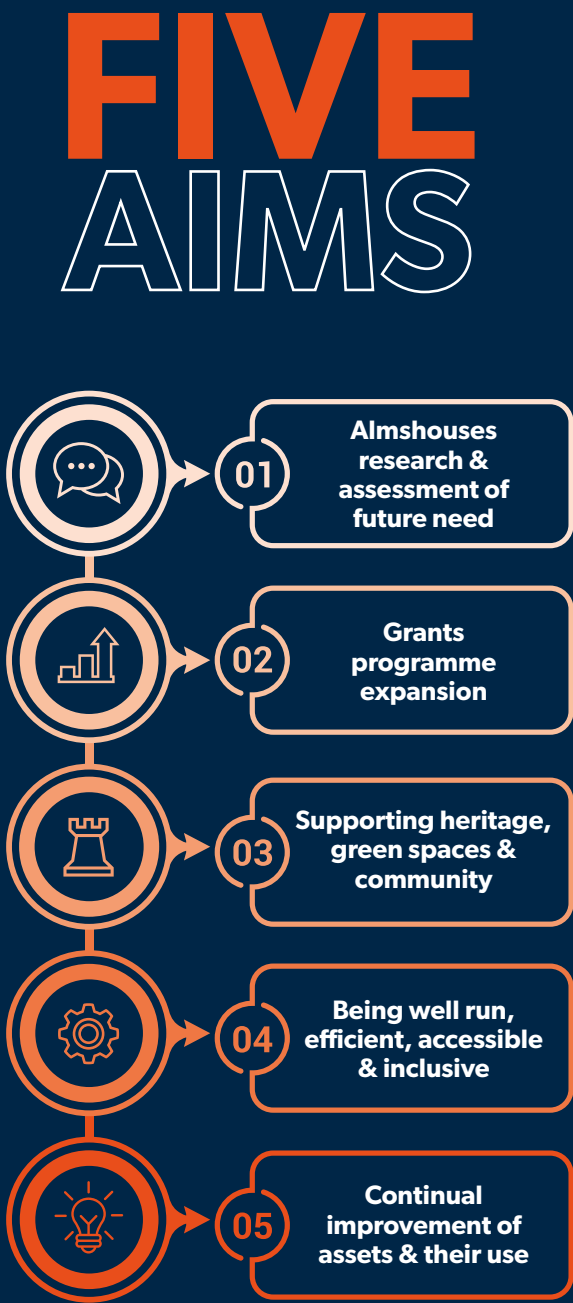 FIVE
AIMS
01
Almshouses
research &
assessment of
future need
02
Grants
programme
expansion
03
Supporting heritage,
green spaces &
community
04
Being well run,
efficient, accessible
& inclusive
05
Continual
improvement of
assets & their use